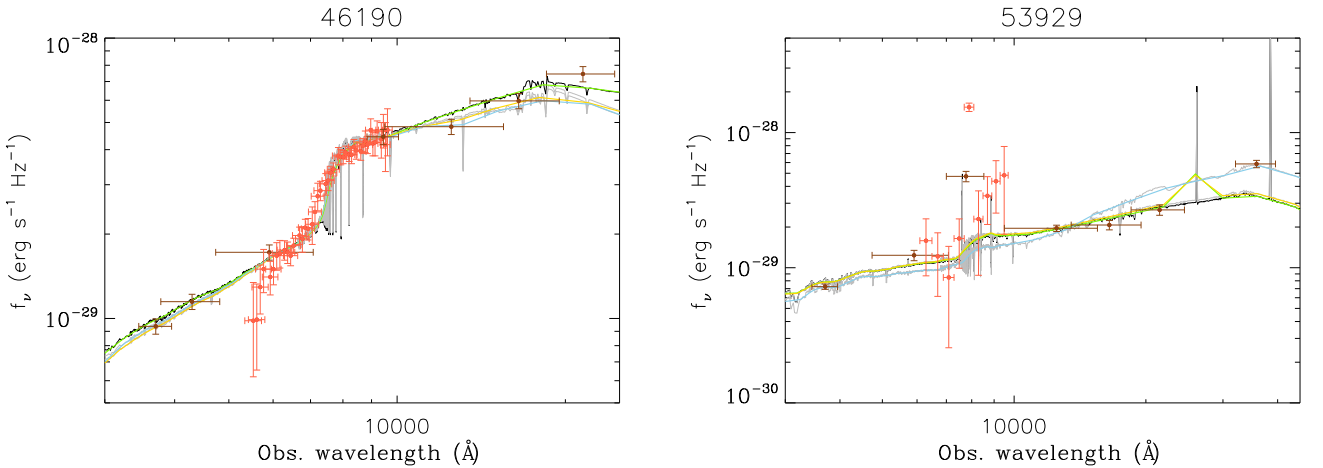 46190
10⁻²⁸
10⁻²⁹
f_ν (erg s⁻¹ Hz⁻¹)
10000
Obs. wavelength (Å)
53929
10⁻²⁸
10⁻²⁹
10⁻³⁰
f_ν (erg s⁻¹ Hz⁻¹)
10000
Obs. wavelength (Å)